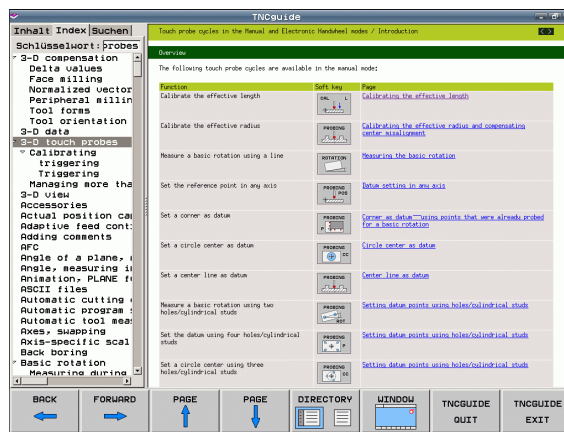 TNCguide
Inhalt Index Suchen
Schlüsselwort: probes
3-D compensation
Delta values
Face milling
Normalized vector
Peripheral millin
Tool forms
Tool orientation
3-D data
3-D touch probes
Calibrating
triggering
Triggering
Managing more tha
3-D view
Accessories
Actual position ca
Adaptive feed cont
Adding comments
AFC
Angle of a plane,
Angle, measuring i
Animation, PLANE f
ASCII files
Automatic cutting
Automatic program
Automatic tool mea
Axes, swapping
Axis-specific scal
Back boring
Basic rotation
Measuring during
Touch probe cycles in the Manual and Electronic Handwheel modes / Introduction
Overview
The following touch probe cycles are available in the manual mode:
Function Soft key Page
Calibrate the effective length CAL L Calibrating the effective length
Calibrate the effective radius PROBING Calibrating the effective radius and compensating
center misalignment
Measure a basic rotation using a line PROBING ROTATION Measuring the basic rotation
Set the reference point in any axis PROBING POS Datum setting in any axis
Set a corner as datum PROBING P Corner as datum using points that were already probed
for a basic rotation
Set a circle center as datum PROBING CC Circle center as datum
Set a center line as datum PROBING Center line as datum
Measure a basic rotation using two
holes/cylindrical studs PROBING ROT Setting datum points using holes/cylindrical studs
Set the datum using four holes/cylindrical
studs PROBING P Setting datum points using holes/cylindrical studs
Set a circle center using three
holes/cylindrical studs PROBING CC Setting datum points using holes/cylindrical studs
BACK FORWARD PAGE PAGE DIRECTORY WINDOW TNCGUIDE TNCGUIDE
QUIT EXIT